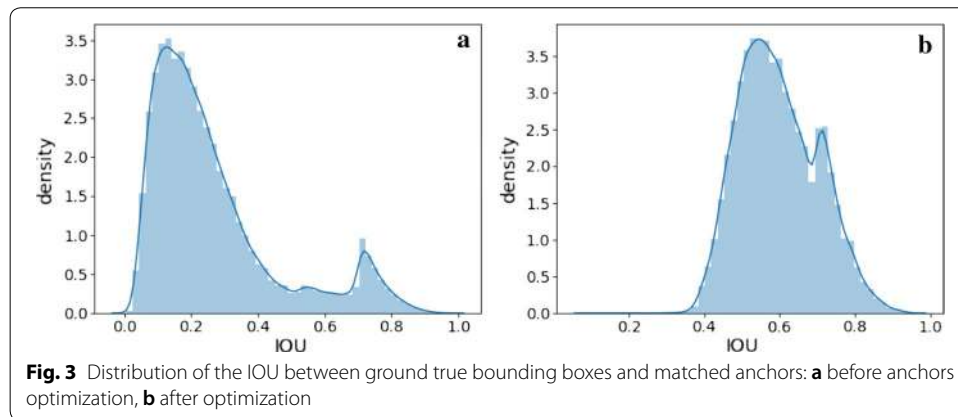 a
3.5
3.0
2.5
2.0
1.5
1.0
0.5
0.0
density
0.0 0.2 0.4 0.6 0.8 1.0
IOU
b
3.5
3.0
2.5
2.0
1.5
1.0
0.5
0.0
density
0.2 0.4 0.6 0.8 1.0
IOU
Fig. 3 Distribution of the IOU between ground true bounding boxes and matched anchors: a before anchors
optimization, b after optimization